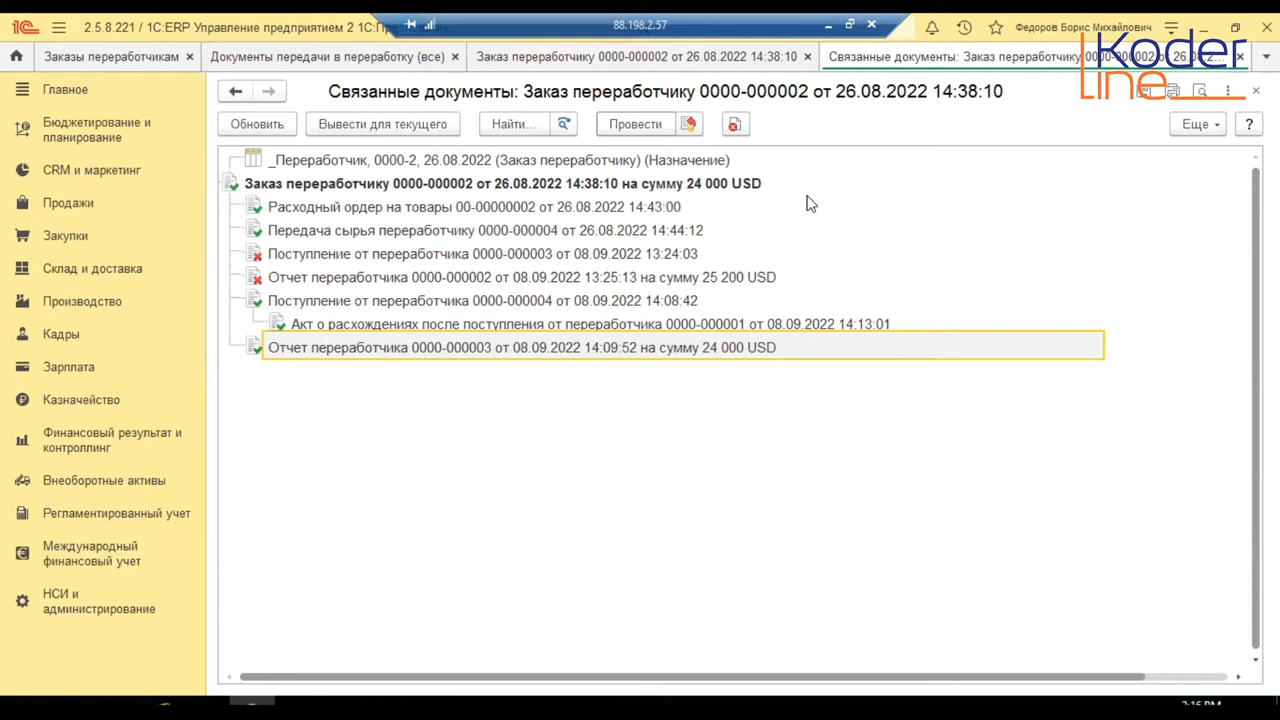 2.5.8.221 / 1С:ERP Управление предприятием 2 1С:Пр
88.198.2.57
Федоров Борис Михайлович
Заказы переработчикам
Документы передачи в переработку (все)
Заказ переработчику 0000-000002 от 26.08.2022 14:38:10
Связанные документы: Заказ переработчику 0000-000002 от 26.08.2
Koder
line
Главное
Бюджетирование и
планирование
CRM и маркетинг
Продажи
Закупки
Склад и доставка
Производство
Кадры
Зарплата
Казначейство
Финансовый результат и
контроллинг
Внеоборотные активы
Регламентированный учет
Международный
финансовый учет
НСИ и
администрирование
Связанные документы: Заказ переработчику 0000-000002 от 26.08.2022 14:38:10
Обновить
Вывести для текущего
Найти...
Провести
Еще
?
_Переработчик, 0000-2, 26.08.2022 (Заказ переработчику) (Назначение)
Заказ переработчику 0000-000002 от 26.08.2022 14:38:10 на сумму 24 000 USD
Расходный ордер на товары 00-00000002 от 26.08.2022 14:43:00
Передача сырья переработчику 0000-000004 от 26.08.2022 14:44:12
Поступление от переработчика 0000-000003 от 08.09.2022 13:24:03
Отчет переработчика 0000-000002 от 08.09.2022 13:25:13 на сумму 25 200 USD
Поступление от переработчика 0000-000004 от 08.09.2022 14:08:42
Акт о расхождениях после поступления от переработчика 0000-000001 от 08.09.2022 14:13:01
Отчет переработчика 0000-000003 от 08.09.2022 14:09:52 на сумму 24 000 USD